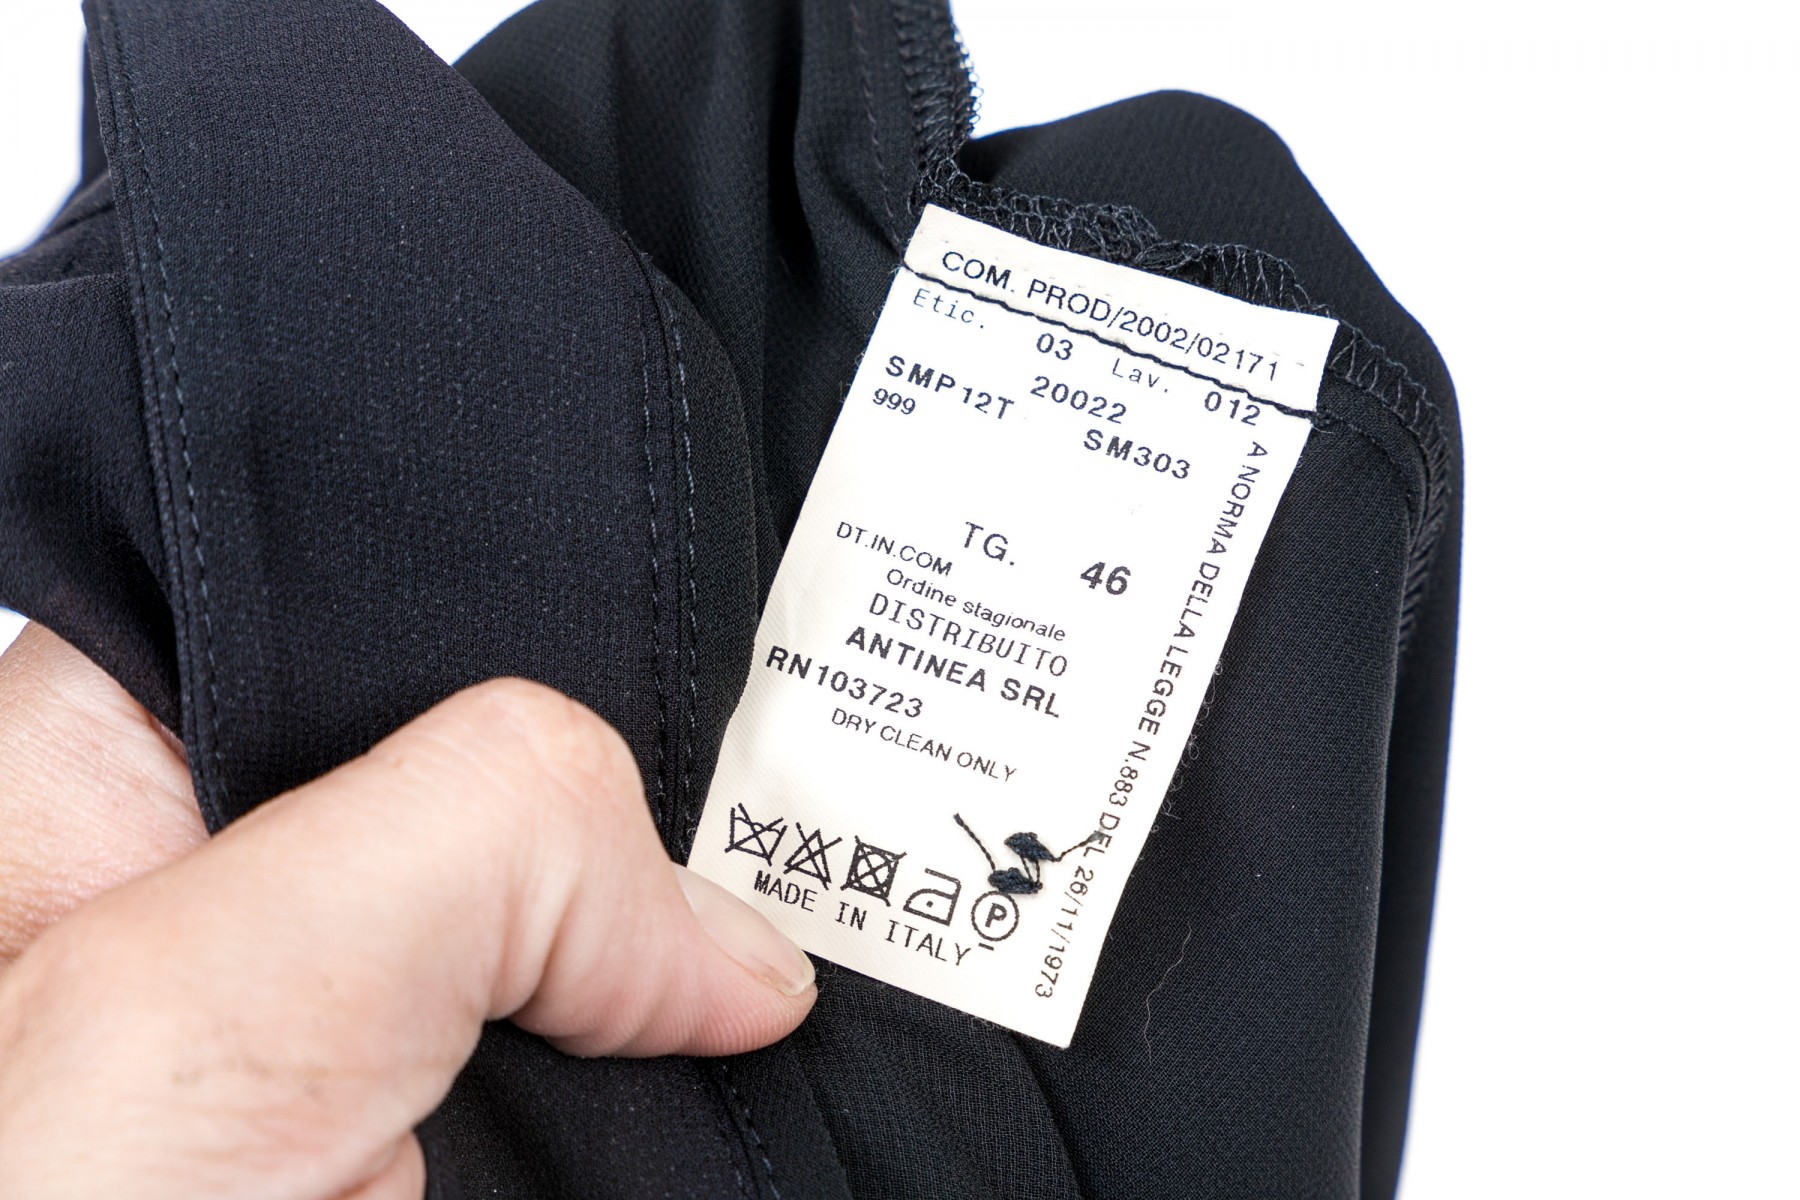 COM. PROD/2002/02171
Etic. 03 Lav. 012
SMP12T 20022
999 SM303
TG. 46
DT.IN.COM
Ordine stagionale
DISTRIBUITO
ANTINEA SRL
RN103723
DRY CLEAN ONLY
P
MADE IN ITALY
A NORMA DELLA LEGGE N.883 DEL 26/11/1973